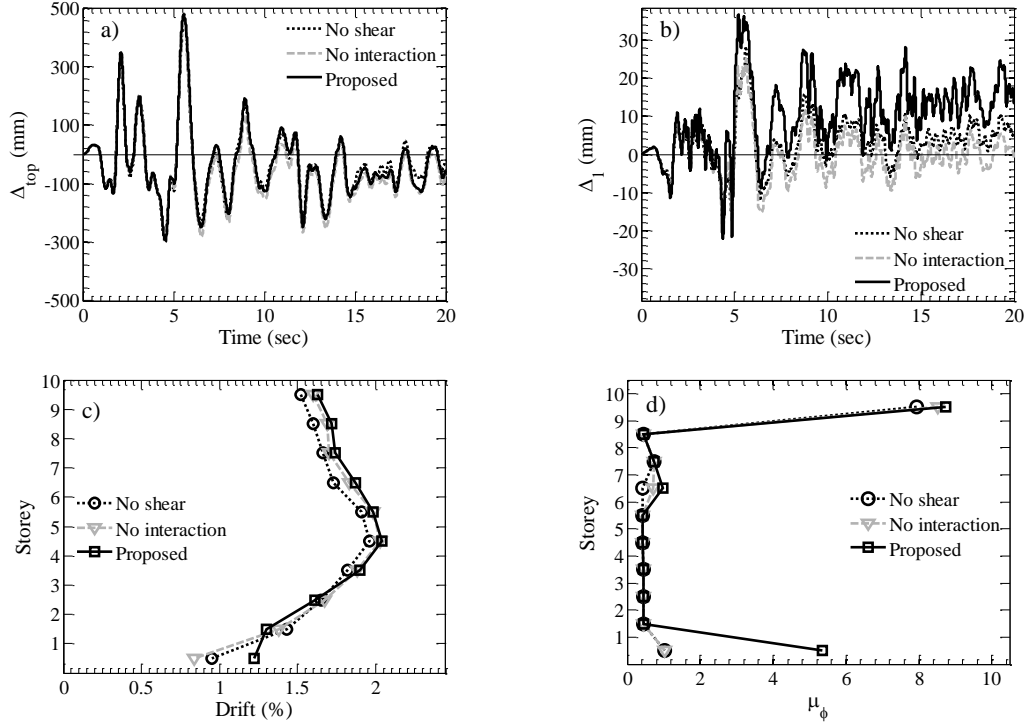 a)
No shear
No interaction
Proposed
500
300
100
-100
-300
-500
Δtop (mm)
0
5
10
15
20
Time (sec)
b)
30
20
10
0
-10
-20
-30
Δ1 (mm)
No shear
No interaction
Proposed
0
5
10
15
20
Time (sec)
c)
10
9
8
7
6
5
4
3
2
1
Storey
No shear
No interaction
Proposed
0
0.5
1
1.5
2
Drift (%)
d)
10
9
8
7
6
5
4
3
2
1
Storey
No shear
No interaction
Proposed
0
2
4
6
8
10
μϕ